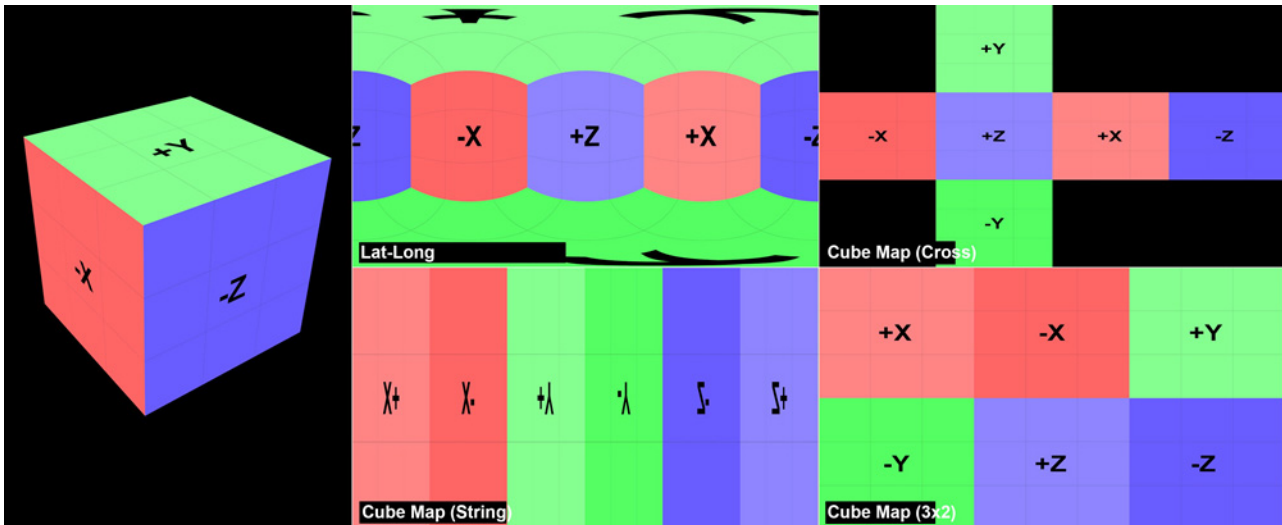 +Y
-X
-Z
Z -X +Z +X -Z
Lat-Long
+Y
-X +Z +X -Z
-Y
Cube Map (Cross)
+X -X +Y -Y -Z +Z
Cube Map (String)
+X -X +Y
-Y +Z -Z
Cube Map (3x2)